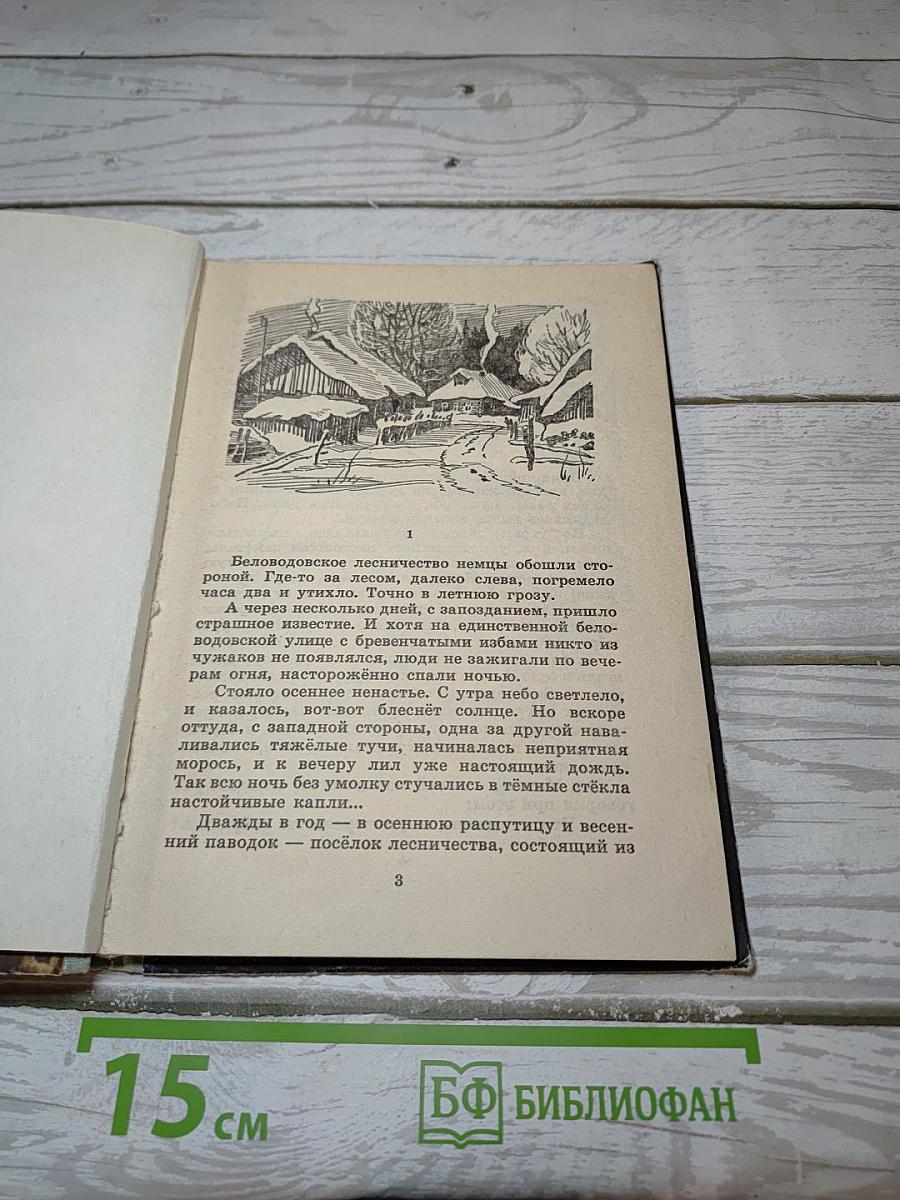 1
Беловодовское лесничество немцы обошли сто-
роной. Где-то за лесом, далеко слева, погремело
часа два и утихло. Точно в летнюю грозу.
А через несколько дней, с запозданием, пришло
страшное известие. И хотя на единственной бело-
водовской улице с бревенчатыми избами никто из
чужаков не появлялся, люди не зажигали по вече-
рам огня, насторожённо спали ночью.
Стояло осеннее ненастье. С утра небо светлело,
и казалось, вот-вот блеснёт солнце. Но вскоре
оттуда, с западной стороны, одна за другой нава-
ливались тяжёлые тучи, начиналась неприятная
морось, и к вечеру лил уже настоящий дождь.
Так всю ночь без умолку стучались в тёмные стёкла
настойчивые капли...
Дважды в год — в осеннюю распутицу и весен-
ний паводок — посёлок лесничества, состоящий из
3
15 см
БФ БИБЛИОФАН